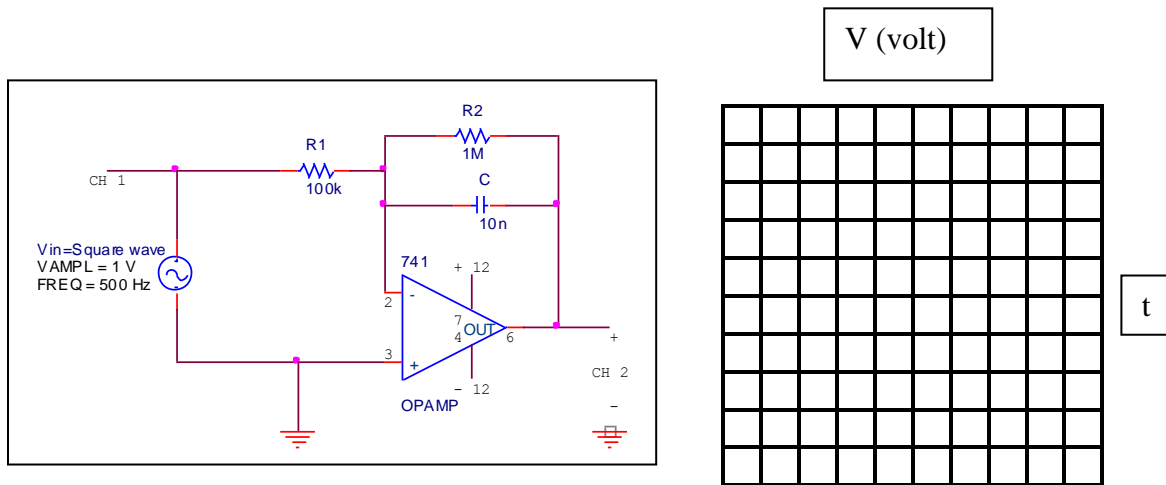 V (volt)
R2
1M
R1
100k
CH 1
C
10n
Vin=Square wave
VAMPL = 1 V
FREQ = 500 Hz
741
+ 12
2
-
7
OUT
4
6
3
+
- 12
OPAMP
+
CH 2
-
t